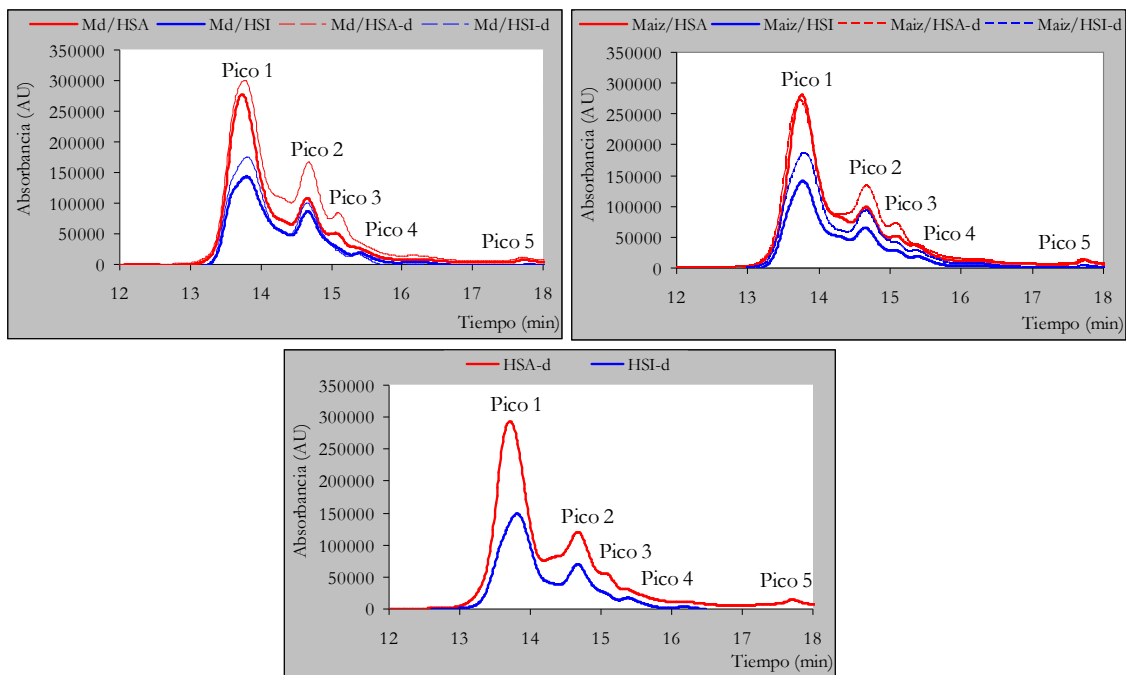 Md/HSA Md/HSI Md/HSA-d Md/HSI-d
350000
300000
250000
200000
150000
100000
50000
0
Absorbancia (AU)
Pico 1
Pico 2
Pico 3
Pico 4
Pico 5
12 13 14 15 16 17 18
Tiempo (min)
Maiz/HSA Maiz/HSI Maiz/HSA-d Maiz/HSI-d
350000
300000
250000
200000
150000
100000
50000
0
Absorbancia (AU)
Pico 1
Pico 2
Pico 3
Pico 4
Pico 5
12 13 14 15 16 17 18
Tiempo (min)
HSA-d HSI-d
350000
300000
250000
200000
150000
100000
50000
0
Absorbancia (AU)
Pico 1
Pico 2
Pico 3
Pico 4
Pico 5
12 13 14 15 16 17 18
Tiempo (min)